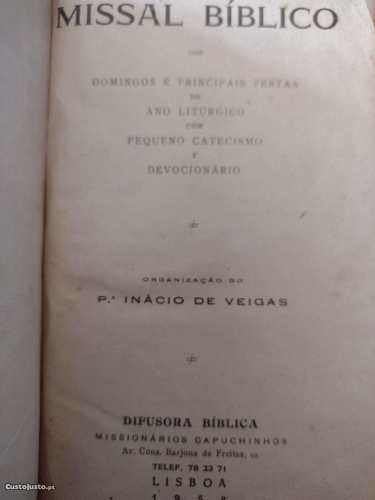 MISSAL BÍBLICO
DOS
DOMINGOS E PRINCIPAIS FESTAS
DO
ANO LITÚRGICO
COM
PEQUENO CATECISMO
E
DEVOCIONÁRIO
ORGANIZAÇÃO DO
P.e INÁCIO DE VEIGAS
DIFUSORA BÍBLICA
MISSIONÁRIOS CAPUCHINHOS
Av. Cons. Barjona de Freitas, 10
TELEF. 78 33 71
LISBOA
1958
Custojusto.pt